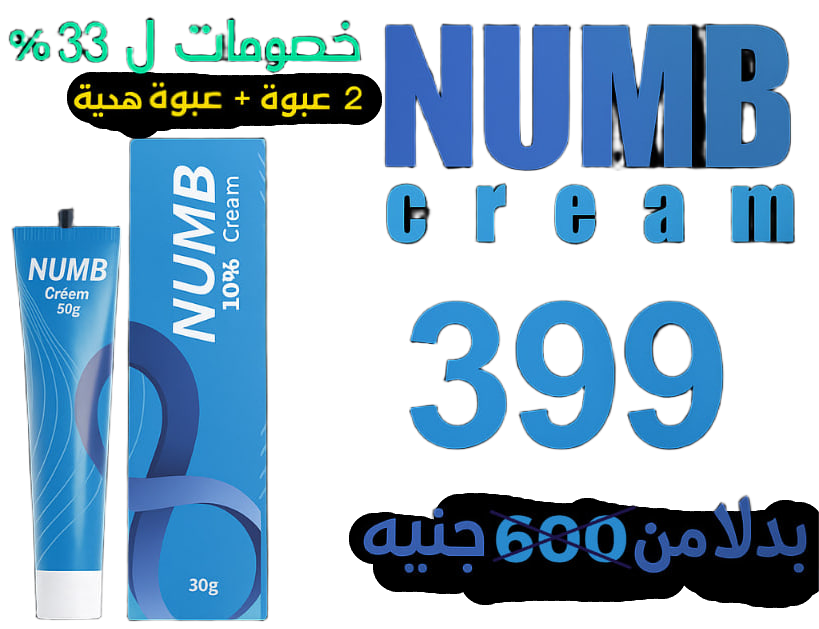 خصومات ل 33%
2 عبوة + عبوة هدية
NUMB
cream
399
بدلا من 600 جنيه
NUMB
Créem
50g
NUMB
10% Cream
30g